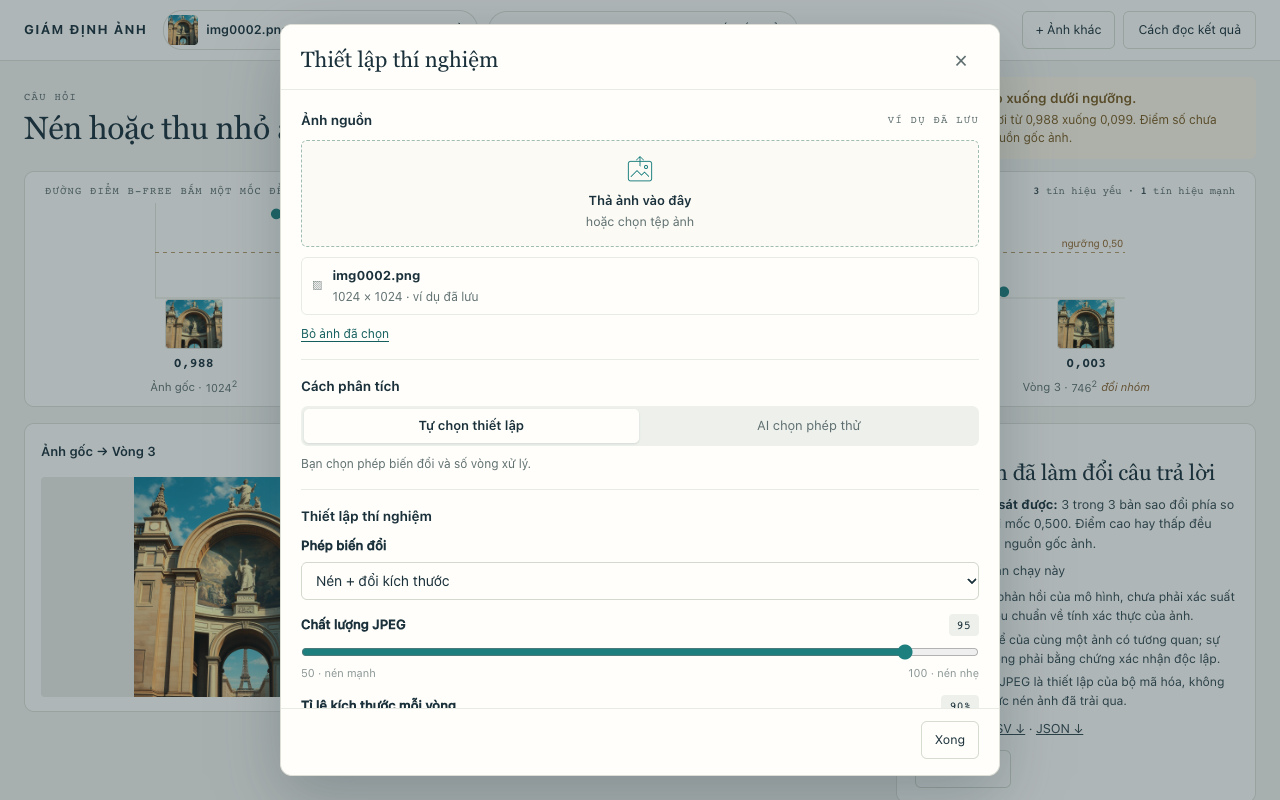 GIÁM ĐỊNH ẢNH
img0002.pn
+ Ảnh khác
Cách đọc kết quả
CÂU HỎI
Nén hoặc thu nhỏ
xuống dưới ngưỡng.
từ 0,988 xuống 0,099. Điểm số chưa
gốc ảnh.
ĐƯỜNG ĐIỂM B-FREE BẤM MỘT MỐC
3 tín hiệu yếu · 1 tín hiệu mạnh
ngưỡng 0,50
0,988
Ảnh gốc · 1024²
0,003
Vòng 3 · 746² đổi nhóm
Ảnh gốc → Vòng 3
đã làm đổi câu trả lời
sát được: 3 trong 3 bản sao đổi phía so
mốc 0,500. Điểm cao hay thấp đều
nguồn gốc ảnh.
chạy này
phản hồi của mô hình, chưa phải xác suất
chuẩn về tính xác thực của ảnh.
của cùng một ảnh có tương quan; sự
phải bằng chứng xác nhận độc lập.
JPEG là thiết lập của bộ mã hóa, không
nén ảnh đã trải qua.
SV ↓ · JSON ↓
Thiết lập thí nghiệm
×
Ảnh nguồn
VÍ DỤ ĐÃ LƯU
Thả ảnh vào đây
hoặc chọn tệp ảnh
img0002.png
1024 × 1024 · ví dụ đã lưu
Bỏ ảnh đã chọn
Cách phân tích
Tự chọn thiết lập
AI chọn phép thử
Bạn chọn phép biến đổi và số vòng xử lý.
Thiết lập thí nghiệm
Phép biến đổi
Nén + đổi kích thước
Chất lượng JPEG
95
50 · nén mạnh
100 · nén nhẹ
Tỉ lệ kích thước mỗi vòng
90%
Xong